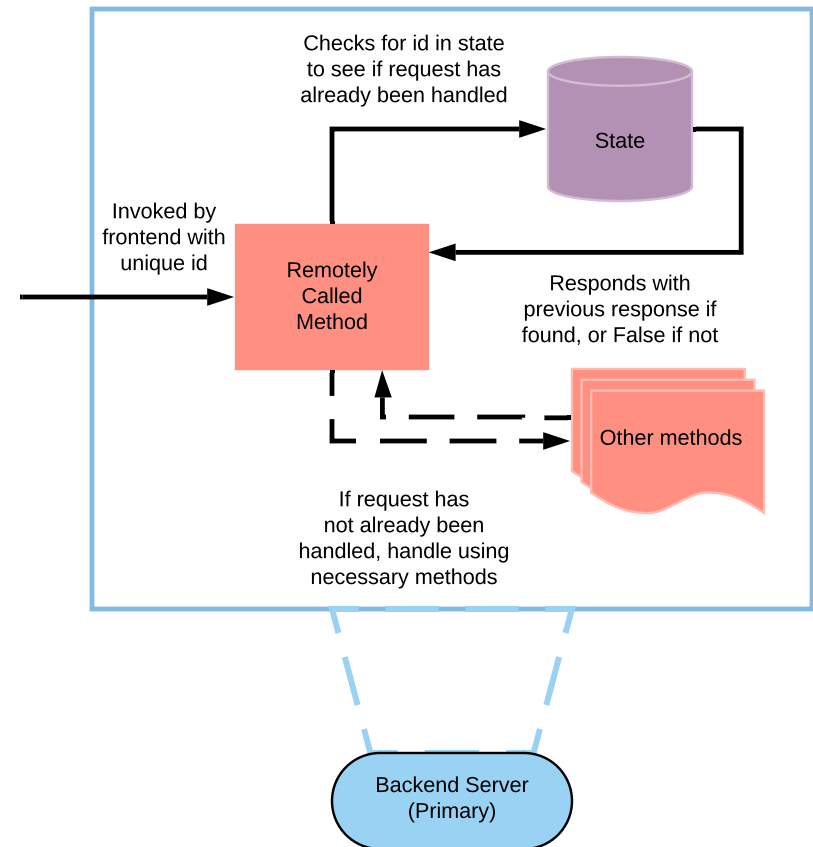 Checks for id in state
to see if request has
already been handled
State
Invoked by
frontend with
unique id
Remotely
Called
Method
Responds with
previous response if
found, or False if not
Other methods
If request has
not already been
handled, handle using
necessary methods
Backend Server
(Primary)